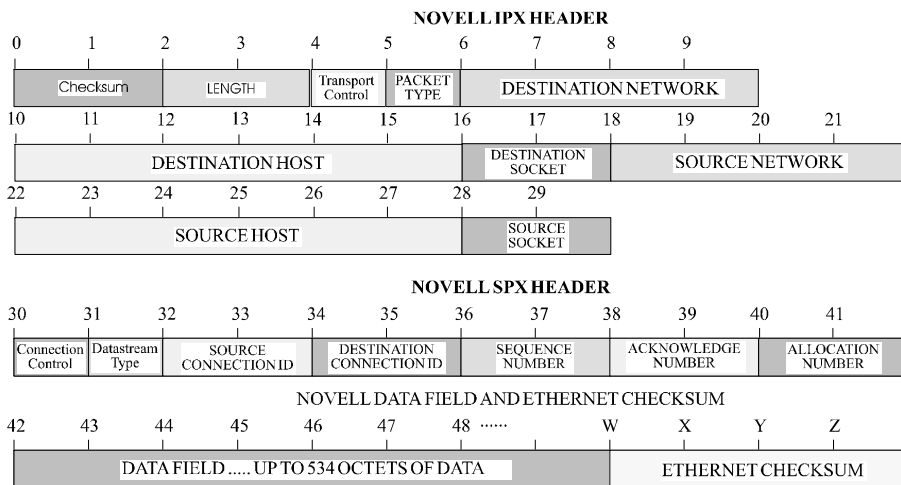 NOVELL IPX HEADER
0 1 2 3 4 5 6 7 8 9
Checksum LENGTH Transport Control PACKET TYPE DESTINATION NETWORK
10 11 12 13 14 15 16 17 18 19 20 21
DESTINATION HOST DESTINATION SOCKET SOURCE NETWORK
22 23 24 25 26 27 28 29
SOURCE HOST SOURCE SOCKET
NOVELL SPX HEADER
30 31 32 33 34 35 36 37 38 39 40 41
Connection Control Datastream Type SOURCE CONNECTION ID DESTINATION CONNECTION ID SEQUENCE NUMBER ACKNOWLEDGE NUMBER ALLOCATION NUMBER
NOVELL DATA FIELD AND ETHERNET CHECKSUM
42 43 44 45 46 47 48 ...... W X Y Z
DATA FIELD ..... UP TO 534 OCTETS OF DATA ETHERNET CHECKSUM